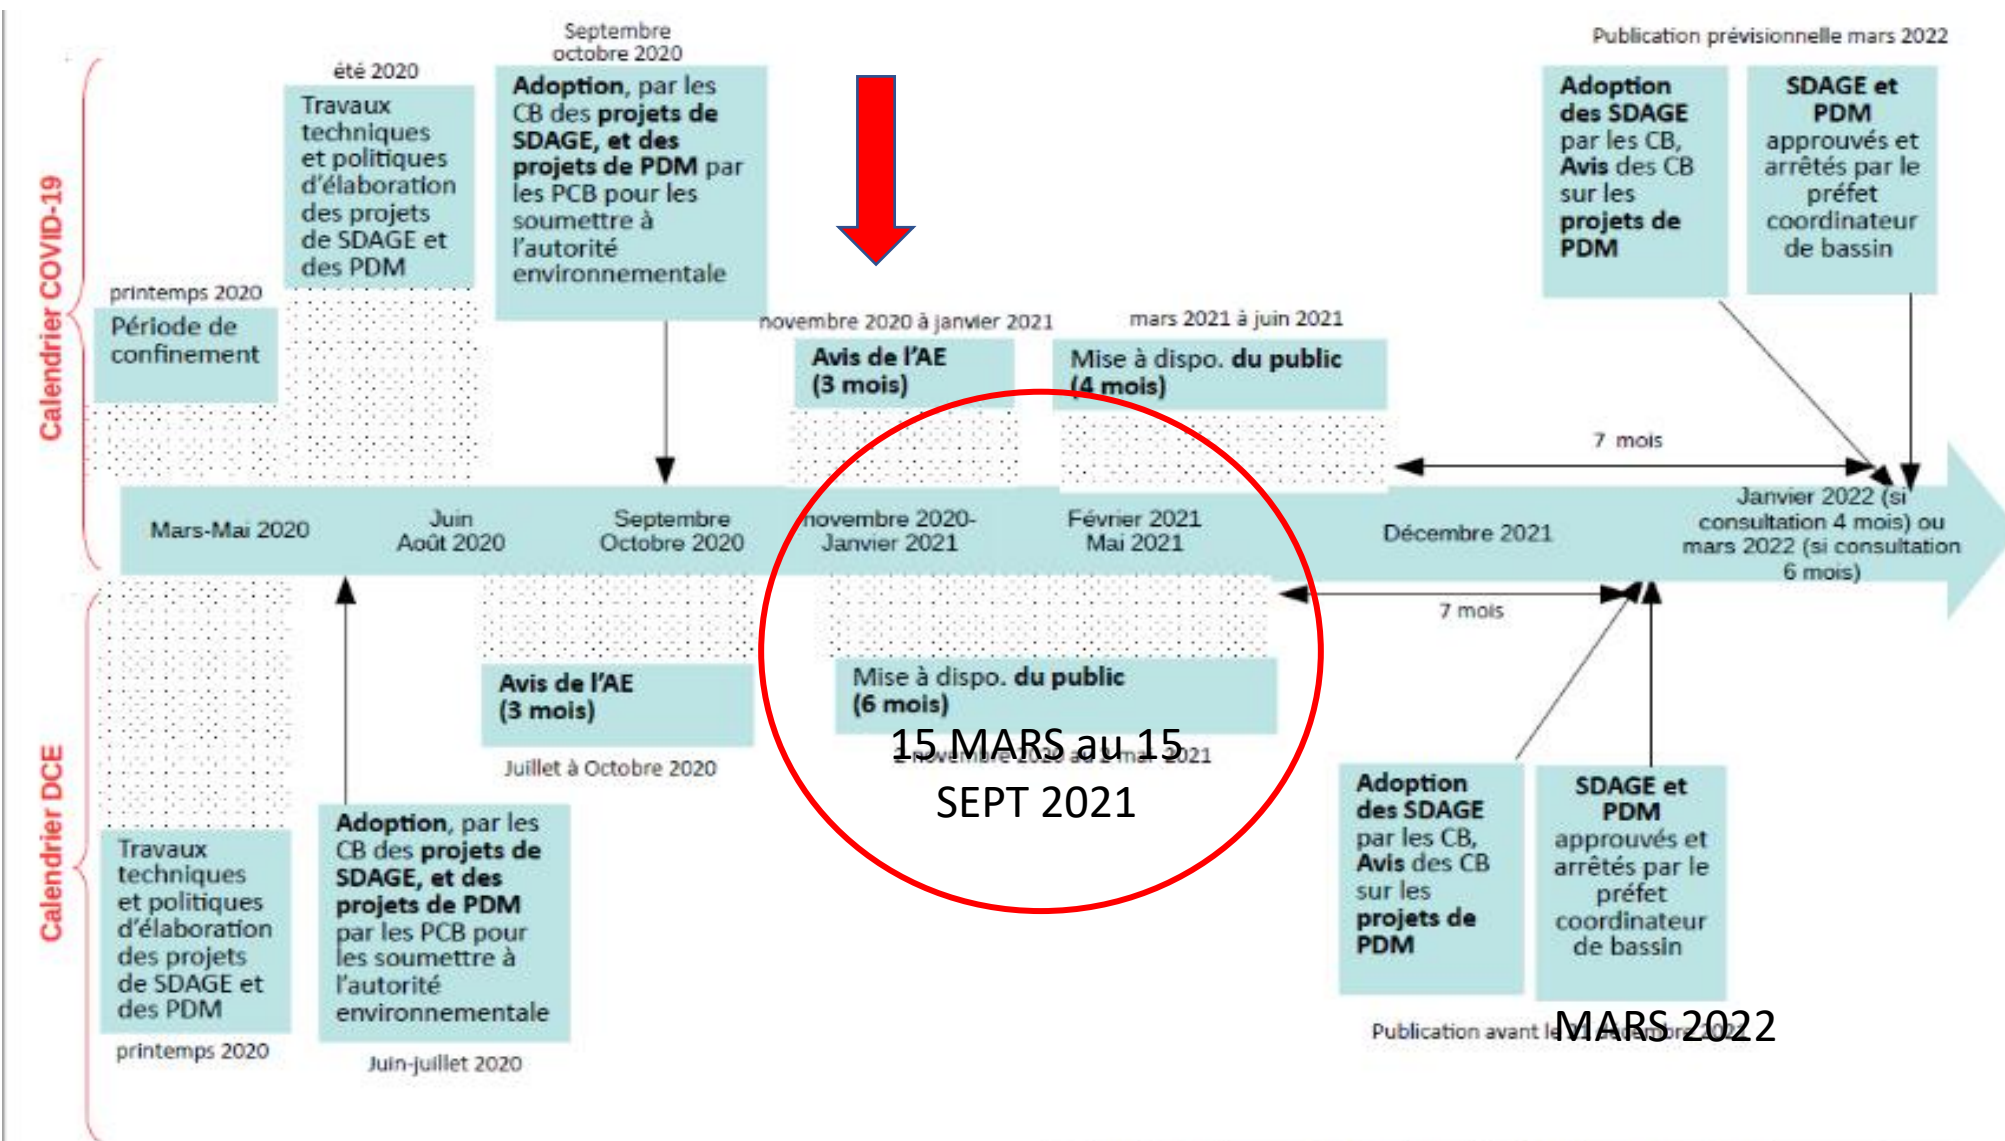 Calendrier COVID-19
printemps 2020
Période de
confinement
été 2020
Travaux
techniques
et politiques
d'élaboration
des projets
de SDAGE et
des PDM
Septembre
octobre 2020
Adoption, par les
CB des projets de
SDAGE, et des
projets de PDM par
les PCB pour les
soumettre à
l'autorité
environnementale
novembre 2020 à janvier 2021
Avis de l'AE
(3 mois)
mars 2021 à juin 2021
Mise à dispo. du public
(4 mois)
7 mois
Publication prévisionnelle mars 2022
Adoption
des SDAGE
par les CB,
Avis des CB
sur les
projets de
PDM
SDAGE et
PDM
approuvés et
arrêtés par le
préfet
coordinateur
de bassin
Mars-Mai 2020
Juin
Août 2020
Septembre
Octobre 2020
novembre 2020-
Janvier 2021
Février 2021
Mai 2021
Décembre 2021
Janvier 2022 (si
consultation 4 mois) ou
mars 2022 (si consultation
6 mois)
Calendrier DCE
Travaux
techniques
et politiques
d'élaboration
des projets
de SDAGE et
des PDM
printemps 2020
Adoption, par les
CB des projets de
SDAGE, et des
projets de PDM
par les PCB pour
les soumettre à
l'autorité
environnementale
Juin-juillet 2020
Avis de l'AE
(3 mois)
Juillet à Octobre 2020
Mise à dispo. du public
(6 mois)
2 novembre 2020 au 2 mai 2021
15 MARS au 15
SEPT 2021
7 mois
Adoption
des SDAGE
par les CB,
Avis des CB
sur les
projets de
PDM
SDAGE et
PDM
approuvés et
arrêtés par le
préfet
coordinateur
de bassin
Publication avant le décembre
MARS 2022